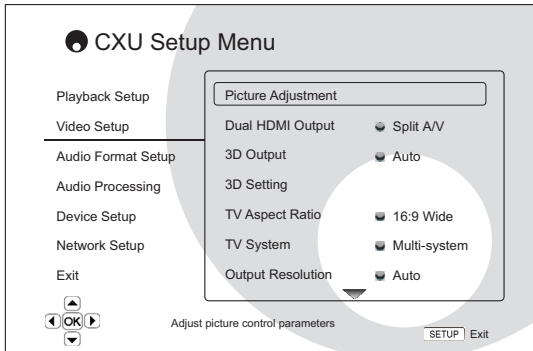 CXU Setup Menu
Playback Setup
Video Setup
Audio Format Setup
Audio Processing
Device Setup
Network Setup
Exit
Picture Adjustment
Dual HDMI Output Split A/V
3D Output Auto
3D Setting
TV Aspect Ratio 16:9 Wide
TV System Multi-system
Output Resolution Auto
OK
Adjust picture control parameters
SETUP Exit